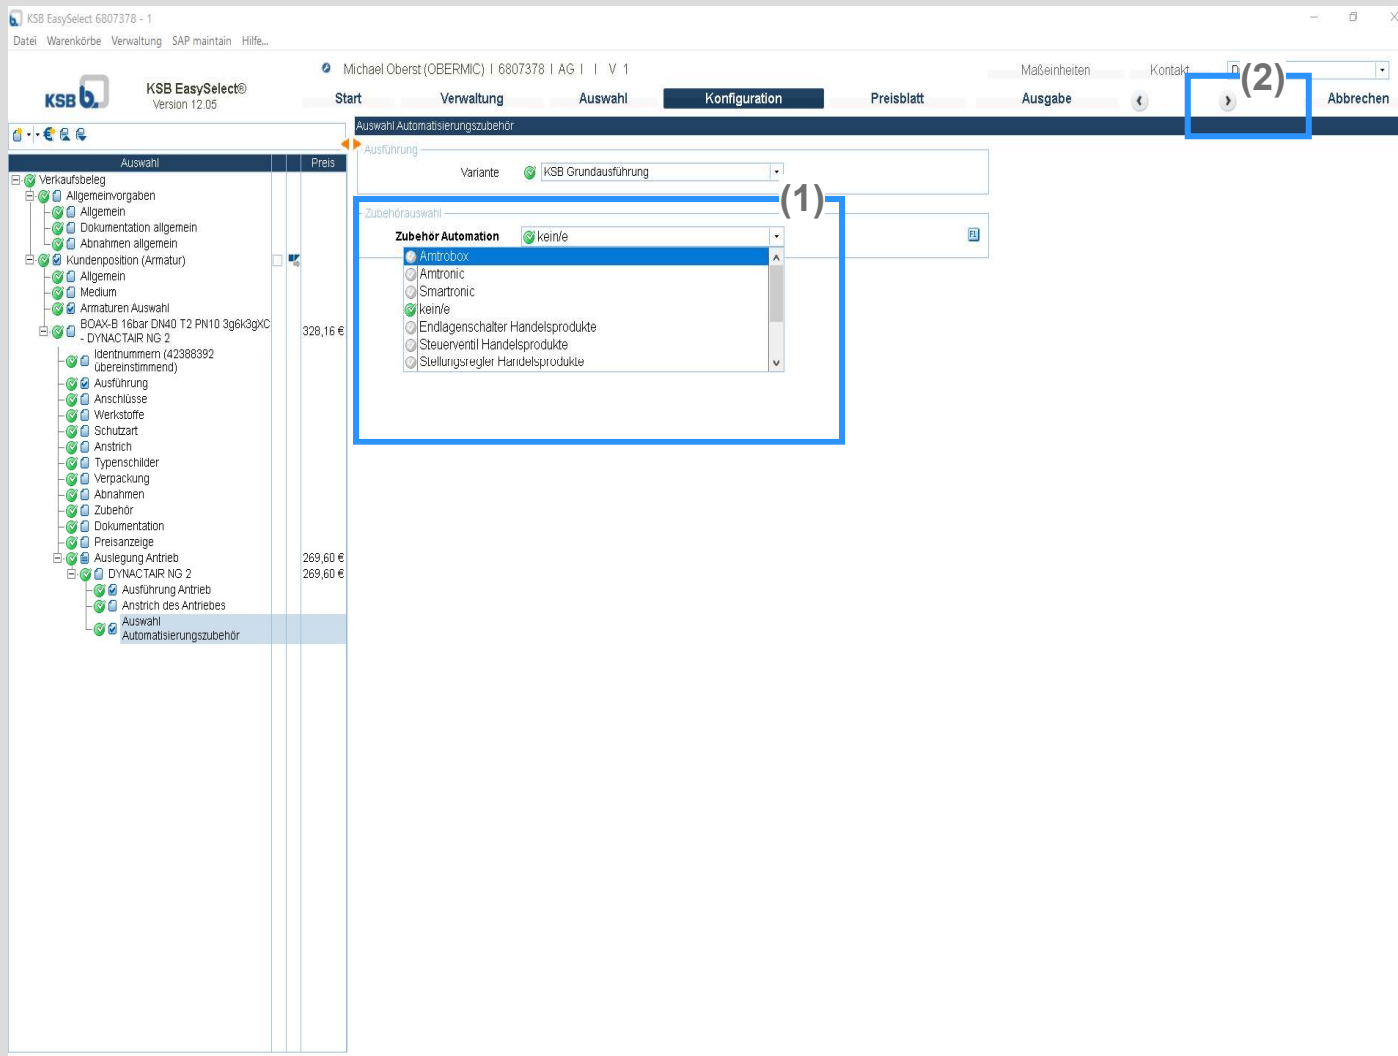 KSB EasySelect 6807378 - 1
Datei Warenkörbe Verwaltung SAP maintain Hilfe...
Michael Oberst (OBERMIC) | 6807378 | AG | | V 1
Maßeinheiten
Kontakt
D
(2)
KSB b.
KSB EasySelect®
Version 12.05
Start
Verwaltung
Auswahl
Konfiguration
Preisblatt
Ausgabe
Abbrechen
Auswahl Automatisierungszubehör
Auswahl
Preis
Verkaufsbeleg
Allgemeinvorgaben
Allgemein
Dokumentation allgemein
Abnahmen allgemein
Kundenposition (Armatur)
Allgemein
Medium
Armaturen Auswahl
BOAX-B 16bar DN40 T2 PN10 3g6k3gXC
- DYNACTAIR NG 2
328,16 €
Identnummern (42388392
übereinstimmend)
Ausführung
Anschlüsse
Werkstoffe
Schutzart
Anstrich
Typenschilder
Verpackung
Abnahmen
Zubehör
Dokumentation
Preisanzeige
Auslegung Antrieb
269,60 €
DYNACTAIR NG 2
269,60 €
Ausführung Antrieb
Anstrich des Antriebes
Auswahl
Automatisierungszubehör
Ausführung
Variante
KSB Grundausführung
(1)
Zubehörauswahl
Zubehör Automation
kein/e
F1
Amtrobox
Amtronic
Smartronic
kein/e
Endlagenschalter Handelsprodukte
Steuerventil Handelsprodukte
Stellungsregler Handelsprodukte